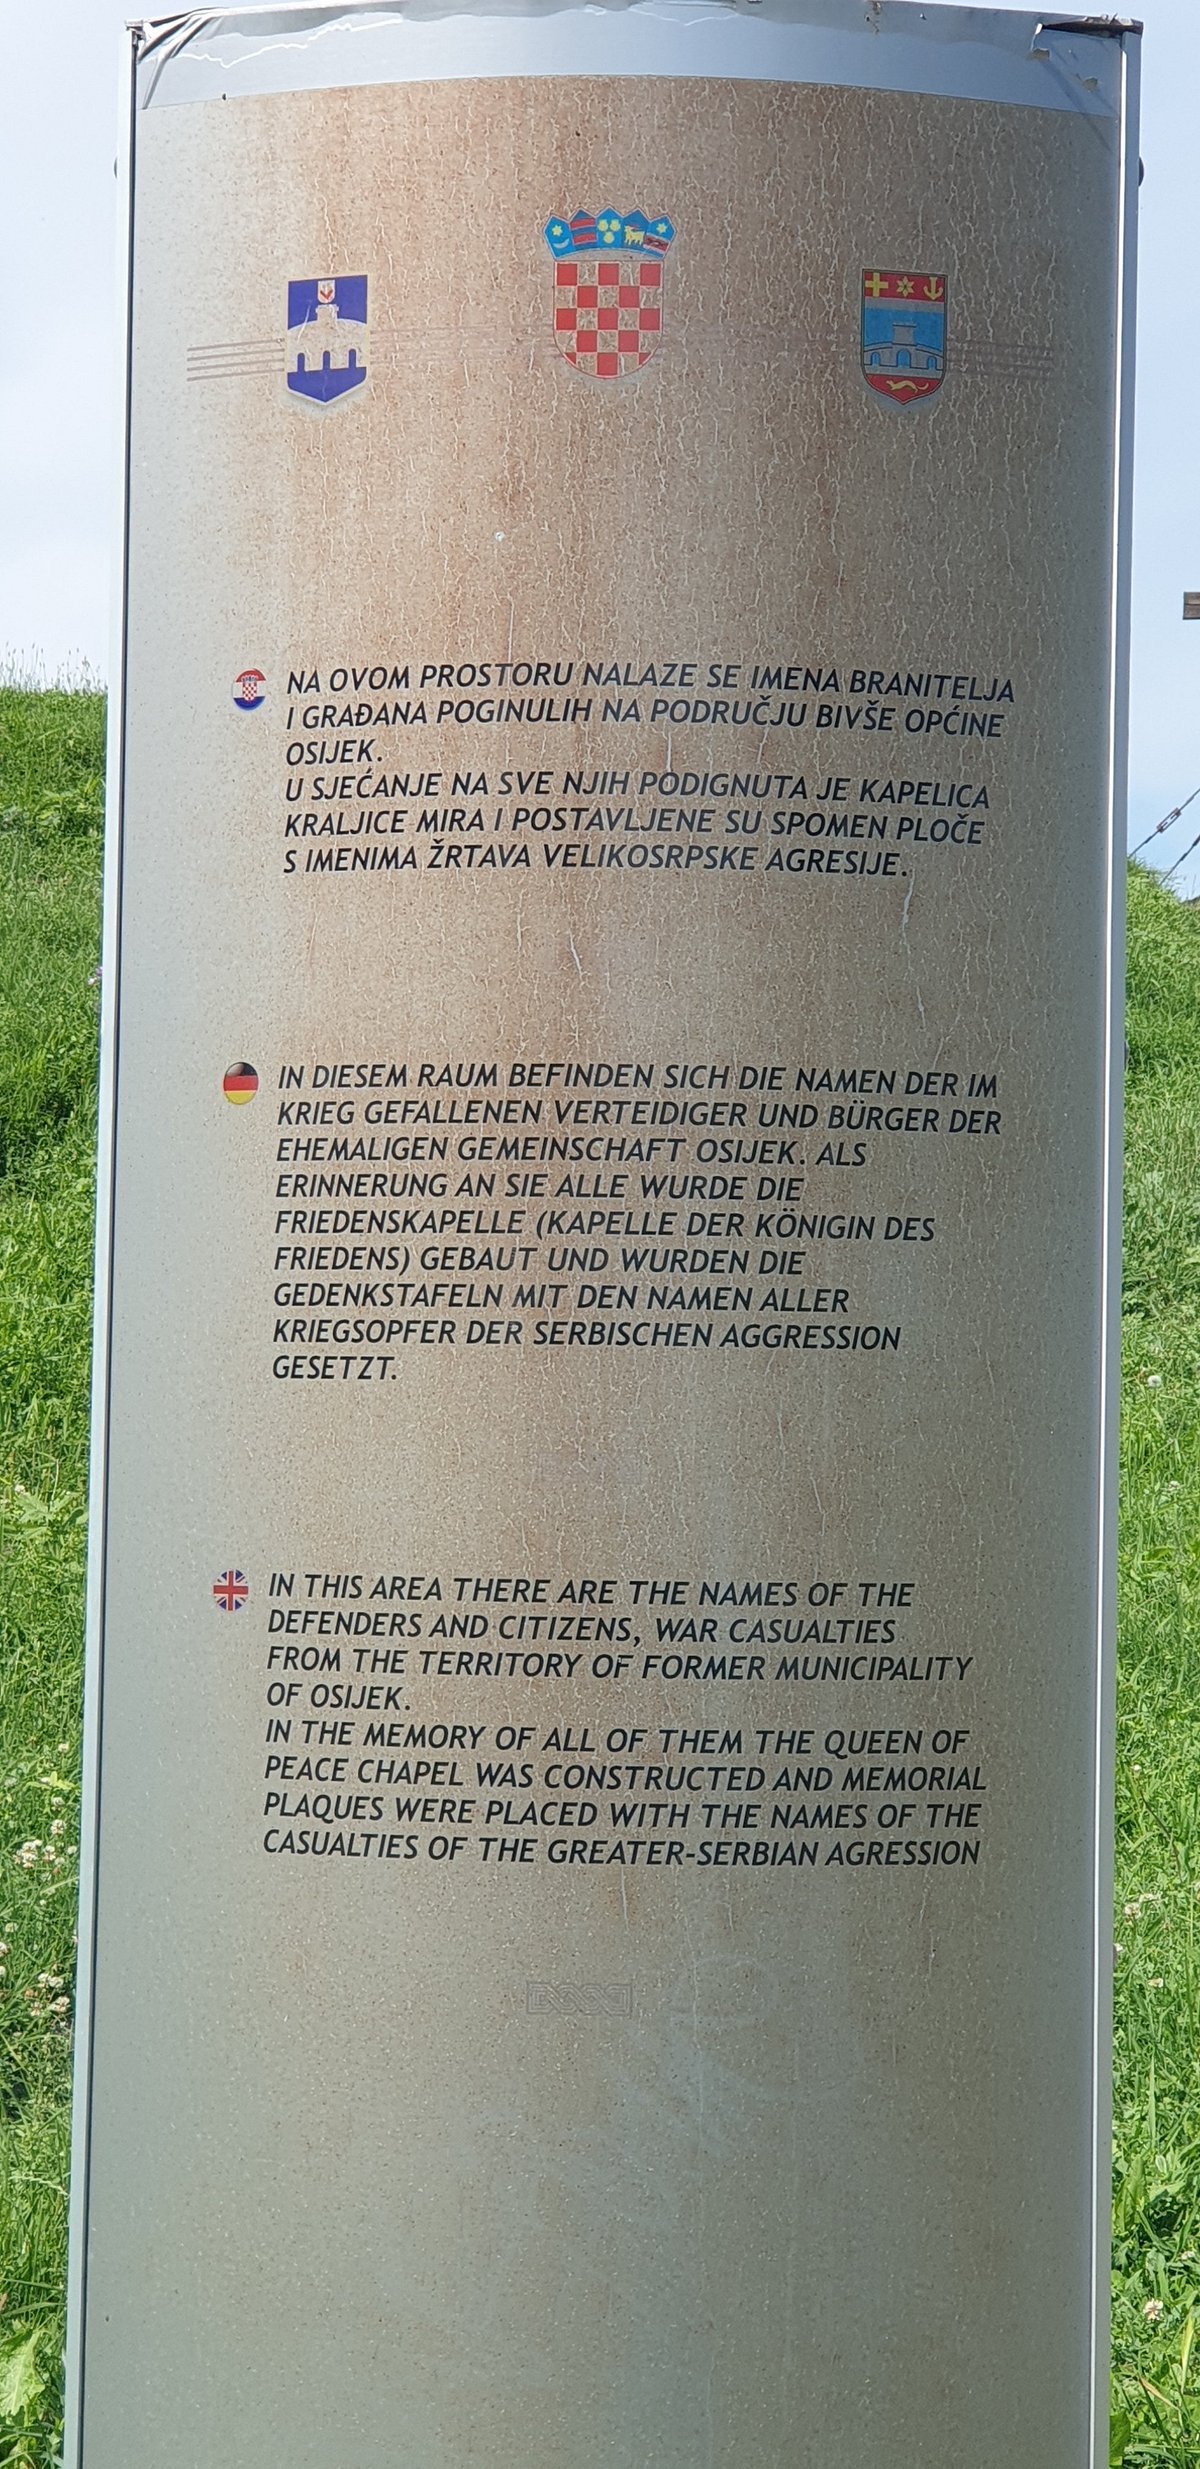 NA OVOM PROSTORU NALAZE SE IMENA BRANITELJA
I GRAĐANA POGINULIH NA PODRUČJU BIVŠE OPĆINE
OSIJEK.
U SJEĆANJE NA SVE NJIH PODIGNUTA JE KAPELICA
KRALJICE MIRA I POSTAVLJENE SU SPOMEN PLOČE
S IMENIMA ŽRTAVA VELIKOSRPSKE AGRESIJE.
IN DIESEM RAUM BEFINDEN SICH DIE NAMEN DER IM
KRIEG GEFALLENEN VERTEIDIGER UND BÜRGER DER
EHEMALIGEN GEMEINSCHAFT OSIJEK. ALS
ERINNERUNG AN SIE ALLE WURDE DIE
FRIEDENSKAPELLE (KAPELLE DER KÖNIGIN DES
FRIEDENS) GEBAUT UND WURDEN DIE
GEDENKSTAFELN MIT DEN NAMEN ALLER
KRIEGSOPFER DER SERBISCHEN AGGRESSION
GESETZT.
IN THIS AREA THERE ARE THE NAMES OF THE
DEFENDERS AND CITIZENS, WAR CASUALTIES
FROM THE TERRITORY OF FORMER MUNICIPALITY
OF OSIJEK.
IN THE MEMORY OF ALL OF THEM THE QUEEN OF
PEACE CHAPEL WAS CONSTRUCTED AND MEMORIAL
PLAQUES WERE PLACED WITH THE NAMES OF THE
CASUALTIES OF THE GREATER-SERBIAN AGRESSION